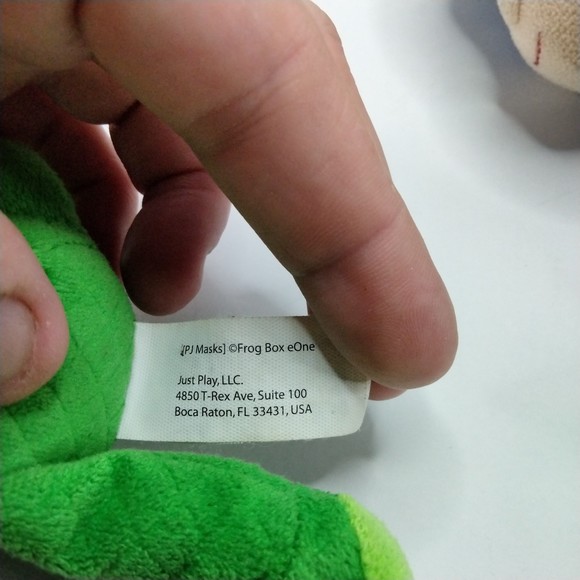 [PJ Masks] ©Frog Box eOne
Just Play, LLC.
4850 T-Rex Ave, Suite 100
Boca Raton, FL 33431, USA